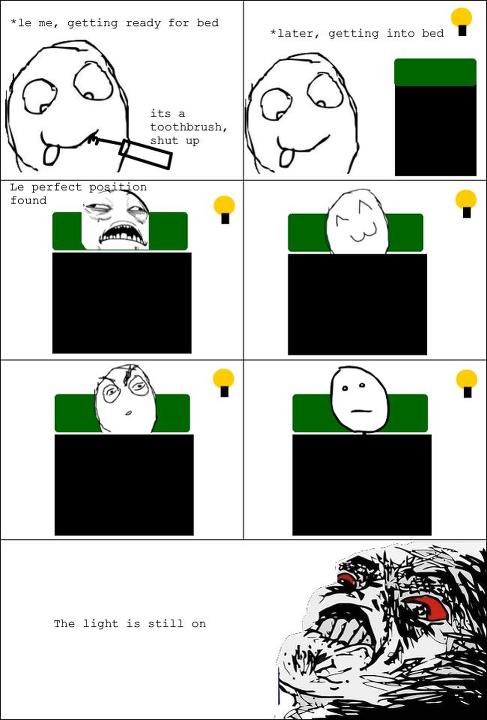 *le me, getting ready for bed
its a
toothbrush,
shut up
*later, getting into bed
Le perfect position
found
The light is still on